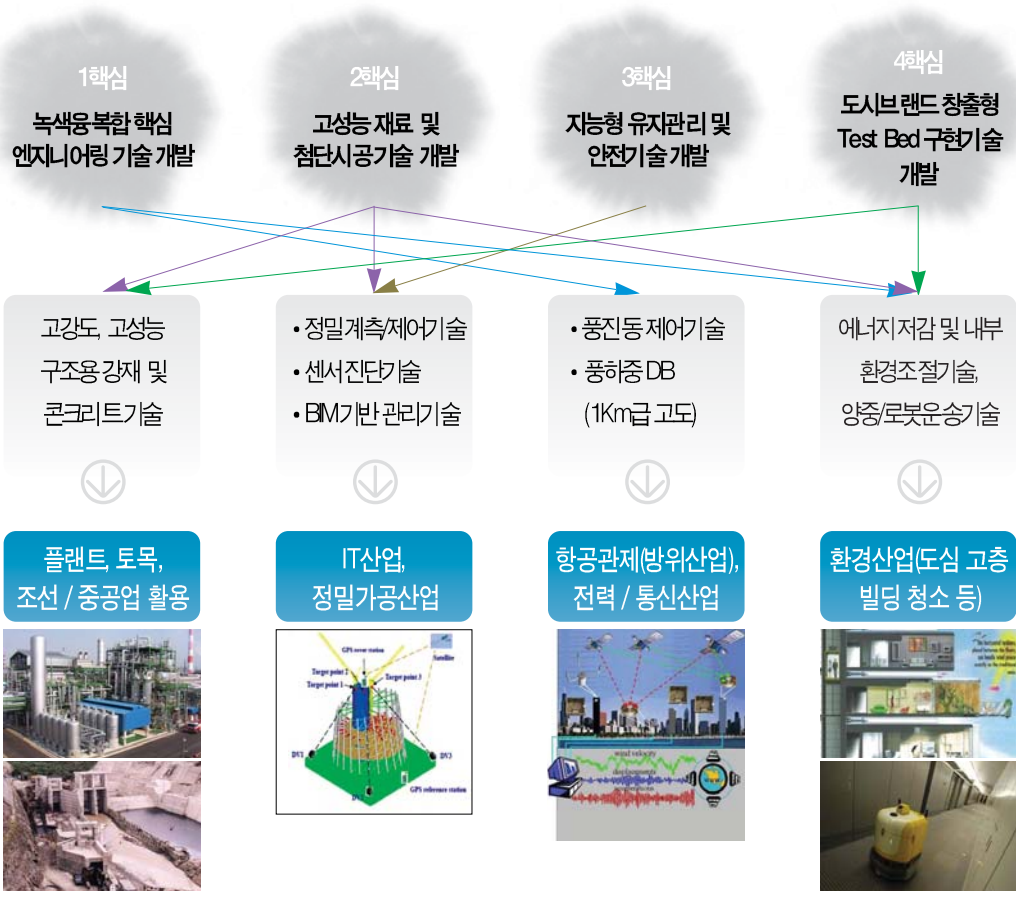 1핵심
녹색융복합 핵심
엔지니어링 기술 개발
2핵심
고성능 재료 및
첨단시공기술 개발
3핵심
지능형 유지관리 및
안전기술 개발
4핵심
도시브랜드 창출형
Test Bed 구현기술
개발
고강도, 고성능
구조용 강재 및
콘크리트기술
• 정밀계측/제어기술
• 센서진단기술
• BIM기반 관리기술
• 풍진동 제어기술
• 풍하중 DB
(1Km급 고도)
에너지저감 및 내부
환경조절기술,
양중/로봇운송기술
플랜트, 토목,
조선 / 중공업 활용
IT산업,
정밀가공산업
항공관제(방위산업),
전력 / 통신산업
환경산업(도심 고층
빌딩 청소 등)
GPS rover station
Satellite
Target point 2
Target point 1
Target point 3
DV1
DV3
GPS reference station
wind velocity
displacements